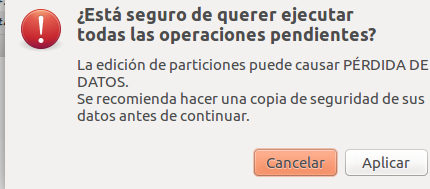 ¿Está seguro de querer ejecutar
todas las operaciones pendientes?
La edición de particiones puede causar PÉRDIDA DE
DATOS.
Se recomienda hacer una copia de seguridad de sus
datos antes de continuar.
Cancelar Aplicar